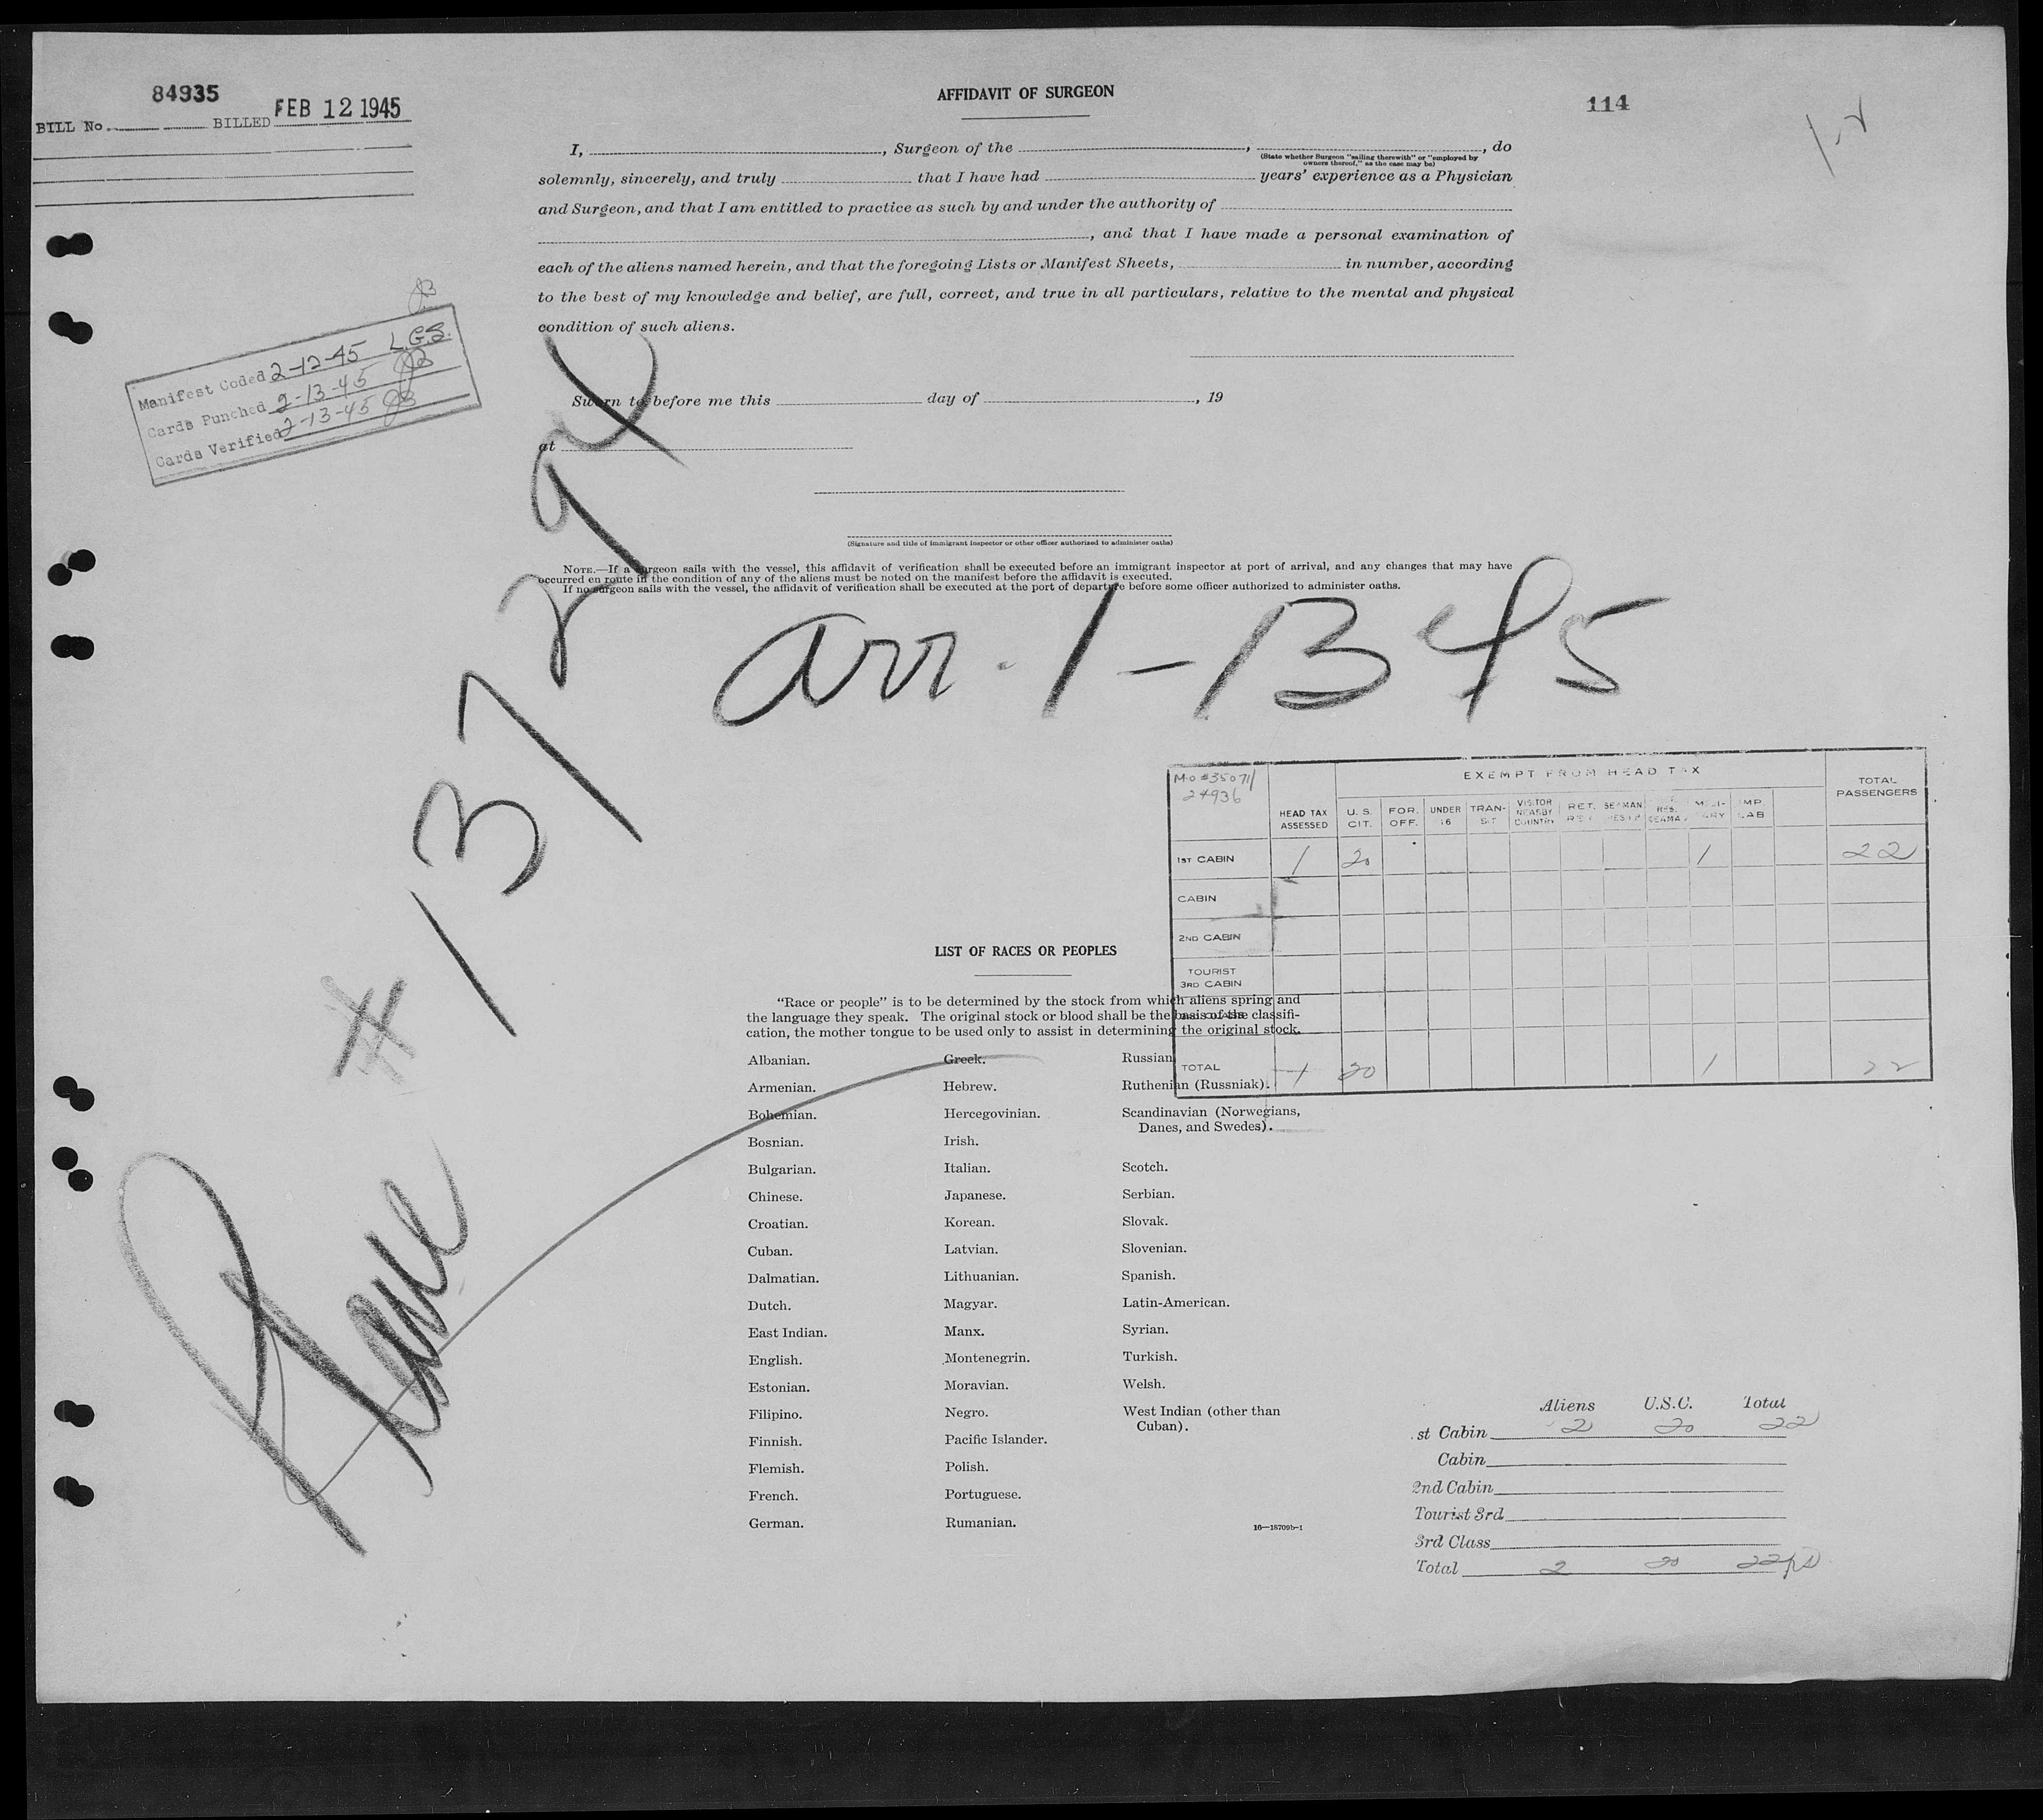 84935
BILL No. BILLED FEB 12 1945
AFFIDAVIT OF SURGEON
114
1-2
I, , Surgeon of the , , do
(State whether Surgeon "sailing therewith" or "employed by
owners thereof," as the case may be)
solemnly, sincerely, and truly that I have had years' experience as a Physician
and Surgeon, and that I am entitled to practice as such by and under the authority of
, and that I have made a personal examination of
each of the aliens named herein, and that the foregoing Lists or Manifest Sheets, in number, according
to the best of my knowledge and belief, are full, correct, and true in all particulars, relative to the mental and physical
condition of such aliens.
JB
Manifest Coded 2-12-45 L.G.S.
Cards Punched 2-13-45 JB
Cards Verified 2-13-45 JB
Sworn to before me this day of , 19
at
(Signature and title of immigrant inspector or other officer authorized to administer oaths)
NOTE.—If a surgeon sails with the vessel, this affidavit of verification shall be executed before an immigrant inspector at port of arrival, and any changes that may have
occurred en route in the condition of any of the aliens must be noted on the manifest before the affidavit is executed.
If no surgeon sails with the vessel, the affidavit of verification shall be executed at the port of departure before some officer authorized to administer oaths.
arr. 1-13-45
Plane # 137294
M.O #35071/
24936
EXEMPT FROM HEAD TAX
HEAD TAX ASSESSED U.S. CIT. FOR. OFF. UNDER 16 TRANSIT VISITOR NEARBY COUNTRY RET. RES. SEAMAN RES. SEAMAN MILITARY IMP. LAB TOTAL PASSENGERS
1ST CABIN 1 20 1 22
CABIN
2ND CABIN
TOURIST
3RD CABIN
TOTAL 1 20 1 22
LIST OF RACES OR PEOPLES
"Race or people" is to be determined by the stock from which aliens spring and
the language they speak. The original stock or blood shall be the basis of the classifi-
cation, the mother tongue to be used only to assist in determining the original stock.
Albanian. Greek. Russian
Armenian. Hebrew. Ruthenian (Russniak).
Bohemian. Hercegovinian. Scandinavian (Norwegians,
Danes, and Swedes).
Bosnian. Irish.
Bulgarian. Italian. Scotch.
Chinese. Japanese. Serbian.
Croatian. Korean. Slovak.
Cuban. Latvian. Slovenian.
Dalmatian. Lithuanian. Spanish.
Dutch. Magyar. Latin-American.
East Indian. Manx. Syrian.
English. Montenegrin. Turkish.
Estonian. Moravian. Welsh.
Filipino. Negro. West Indian (other than
Cuban).
Finnish. Pacific Islander.
Flemish. Polish.
French. Portuguese.
German. Rumanian.
16—18709b-1
Aliens U.S.C. Total
st Cabin 2 20 22
Cabin
2nd Cabin
Tourist 3rd
3rd Class
Total 2 20 22